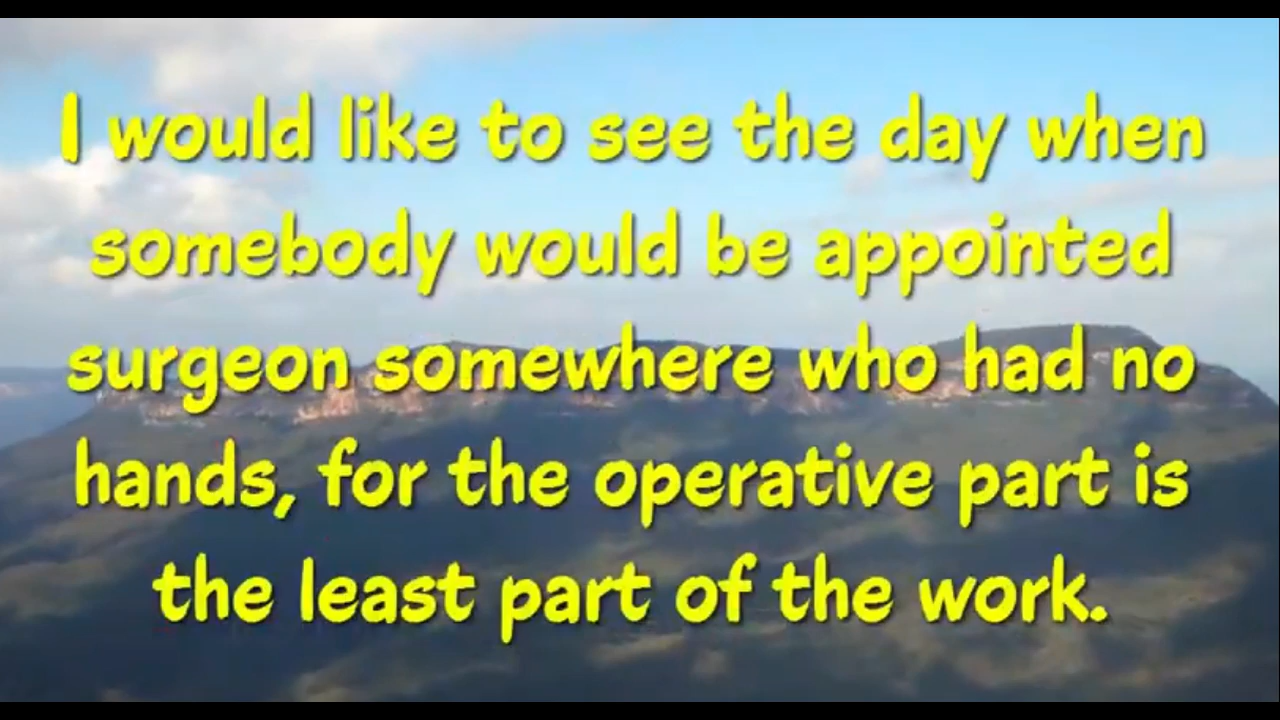 I would like to see the day when
somebody would be appointed
surgeon somewhere who had no
hands, for the operative part is
the least part of the work.